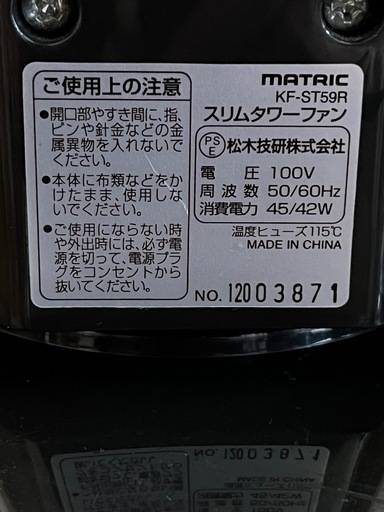 ご使用上の注意
●開口部やすき間に、指、
ピンや針金などの金
属異物を入れないで
ください。
●本体に布類などをか
けたまま、使用しな
いでください。
●ご使用にならない時
や外出時には、必ず電
源を切って、電源プラ
グをコンセントから
抜いてください。
MATRIC
KF-ST59R
スリムタワーファン
PSE 松木技研株式会社
電圧 100V
周波数 50/60Hz
消費電力 45/42W
温度ヒューズ115℃
MADE IN CHINA
NO. 12003871